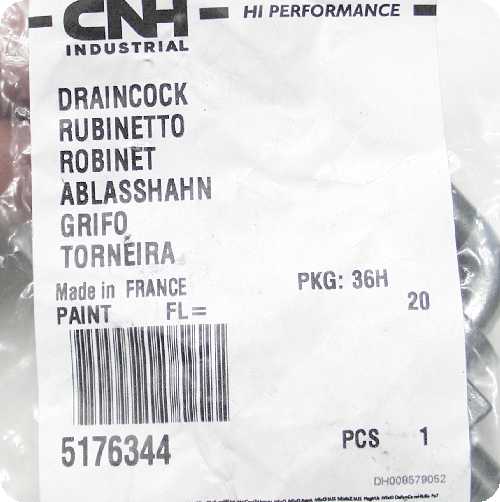 CNH HI PERFORMANCE
INDUSTRIAL
DRAINCOCK
RUBINETTO
ROBINET
ABLASSHAHN
GRIFO
TORNEIRA
Made in FRANCE PKG: 36H
PAINT FL= 20
5176344 PCS 1
DH008579052